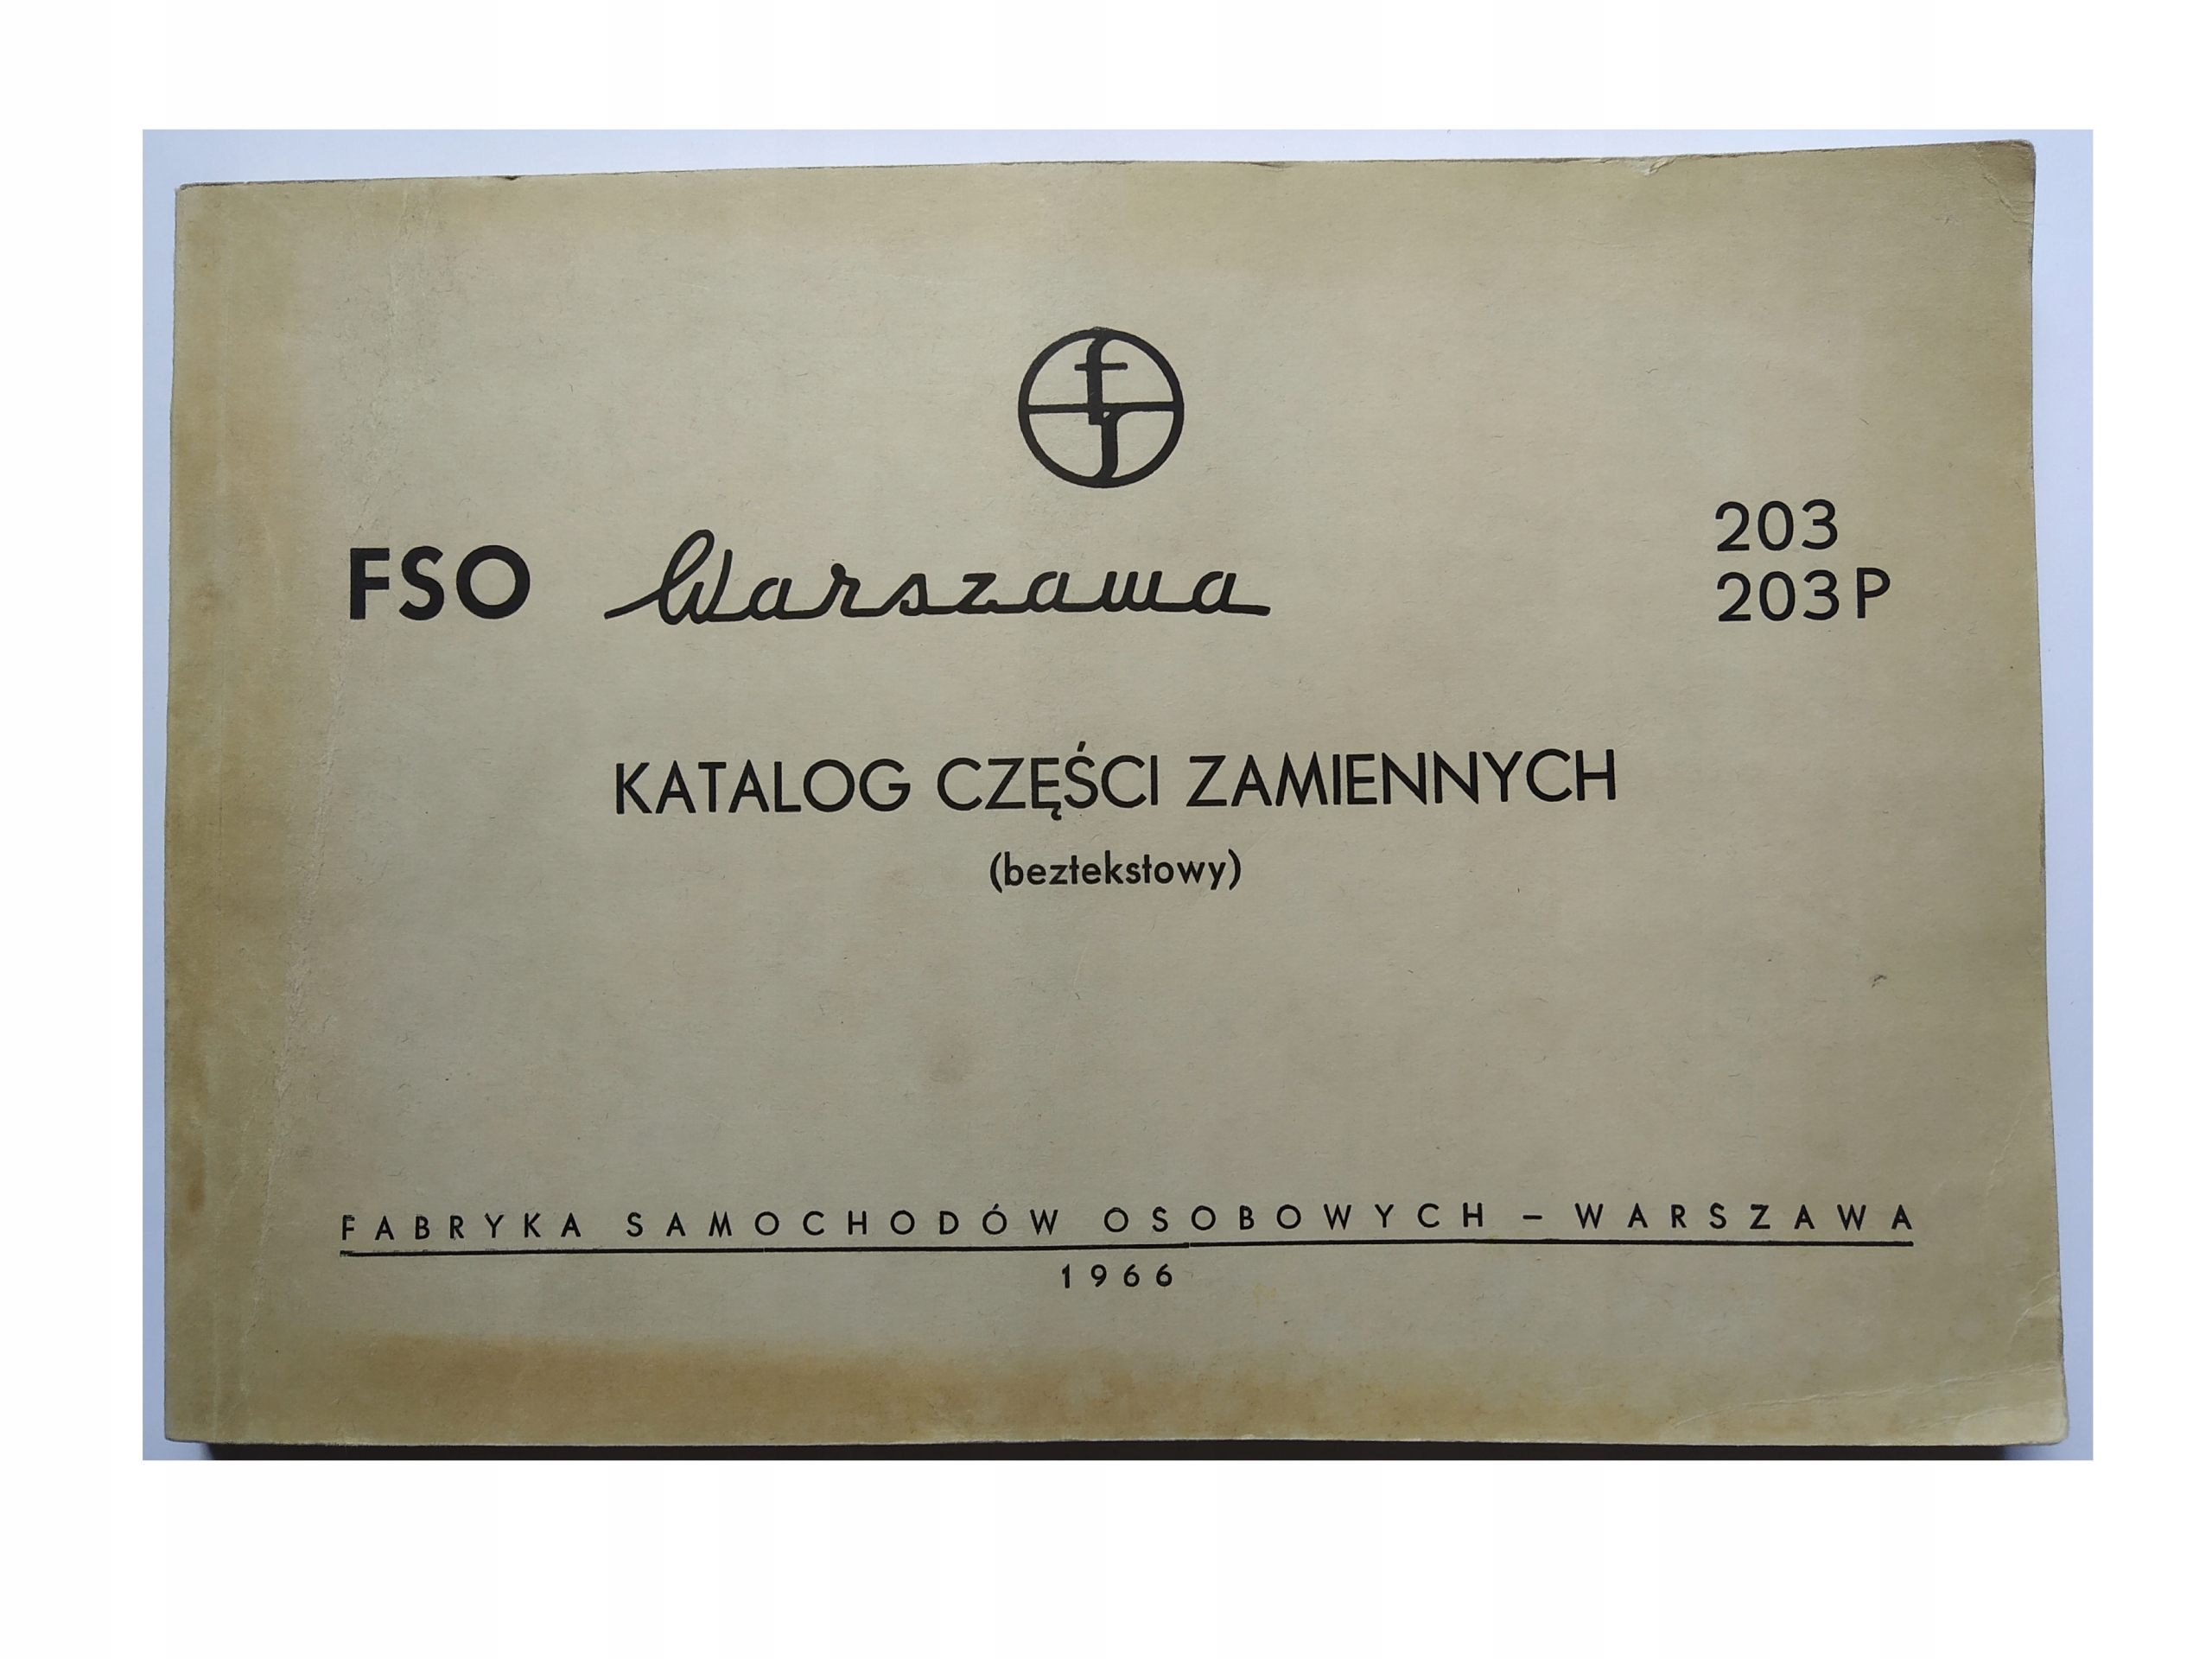 FSO Warszawa 203
203P
KATALOG CZĘŚCI ZAMIENNYCH
(beztekstowy)
FABRYKA SAMOCHODÓW OSOBOWYCH – WARSZAWA
1966